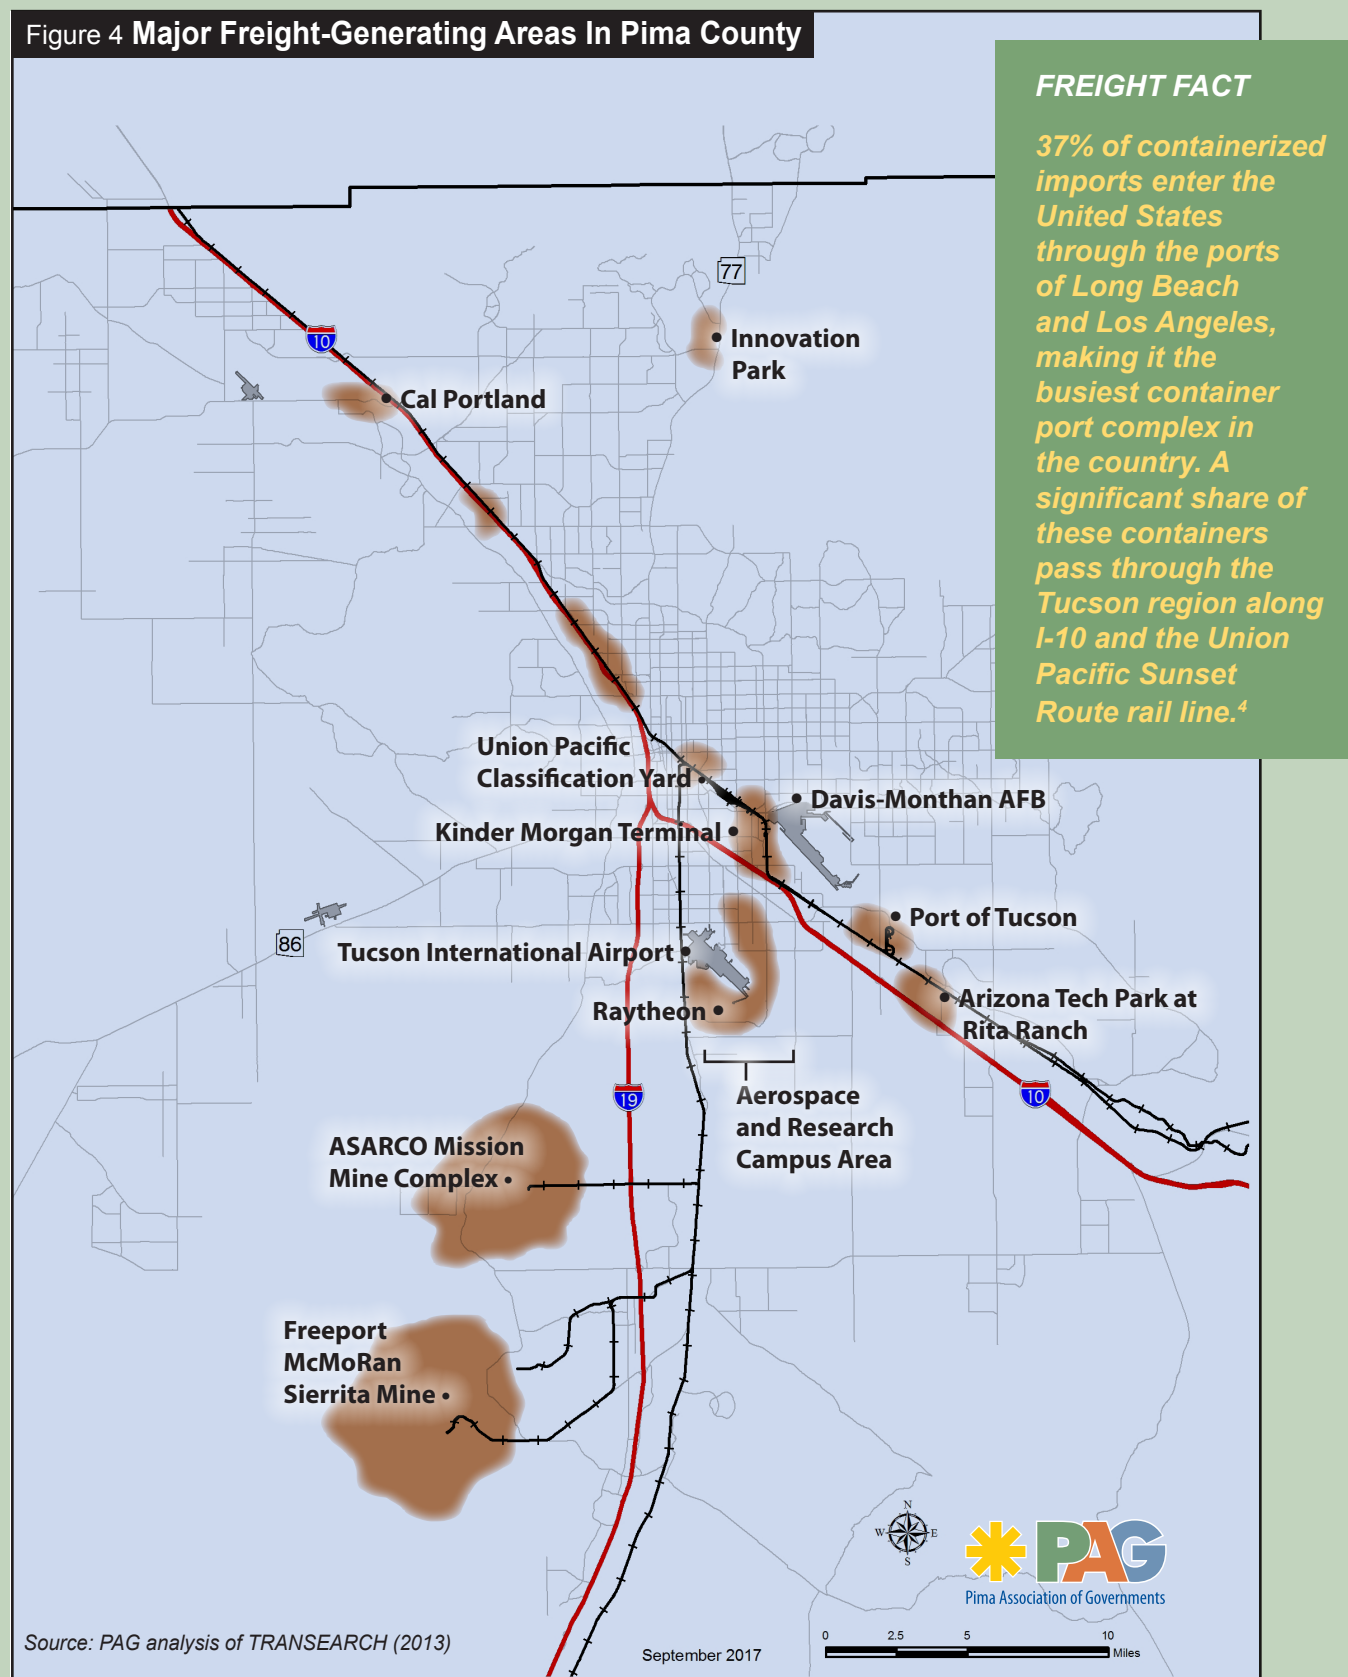 Figure 4 Major Freight-Generating Areas In Pima County
FREIGHT FACT
37% of containerized
imports enter the
United States
through the ports
of Long Beach
and Los Angeles,
making it the
busiest container
port complex in
the country. A
significant share of
these containers
pass through the
Tucson region along
I-10 and the Union
Pacific Sunset
Route rail line.4
77
10
Innovation
Park
Cal Portland
Union Pacific
Classification Yard
Davis-Monthan AFB
Kinder Morgan Terminal
Port of Tucson
86
Tucson International Airport
Arizona Tech Park at
Rita Ranch
Raytheon
19
10
Aerospace
and Research
Campus Area
ASARCO Mission
Mine Complex
Freeport
McMoRan
Sierrita Mine
N
W E
S
PAG
Pima Association of Governments
Source: PAG analysis of TRANSEARCH (2013)
September 2017
0 2.5 5 10
Miles